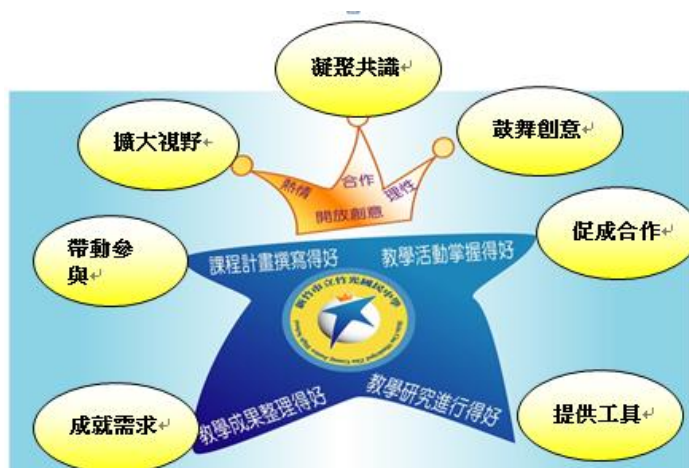 凝聚共識
擴大視野
鼓舞創意
熱情
合作
理性
開放創意
帶動參
與
促成合作
課程計畫撰寫得好
教學活動掌握得好
新竹市立竹光國民中學
教學成果整理得好
教學研究進行得好
成就需求
提供工具